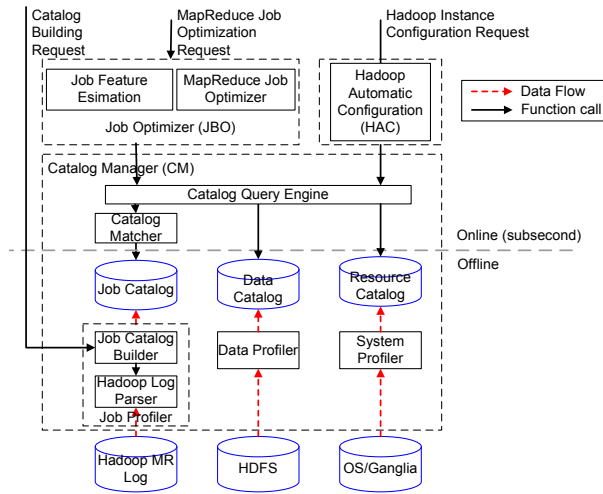 Catalog
Building
Request
MapReduce Job
Optimization
Request
Hadoop Instance
Configuration Request
Job Feature
Esimation
MapReduce Job
Optimizer
Job Optimizer (JBO)
Hadoop
Automatic
Configuration
(HAC)
Data Flow
Function call
Catalog Manager (CM)
Catalog Query Engine
Catalog
Matcher
Online (subsecond)
Offline
Job Catalog
Data
Catalog
Resource
Catalog
Job Catalog
Builder
Data Profiler
System
Profiler
Hadoop Log
Parser
Job Profiler
Hadoop MR
Log
HDFS
OS/Ganglia